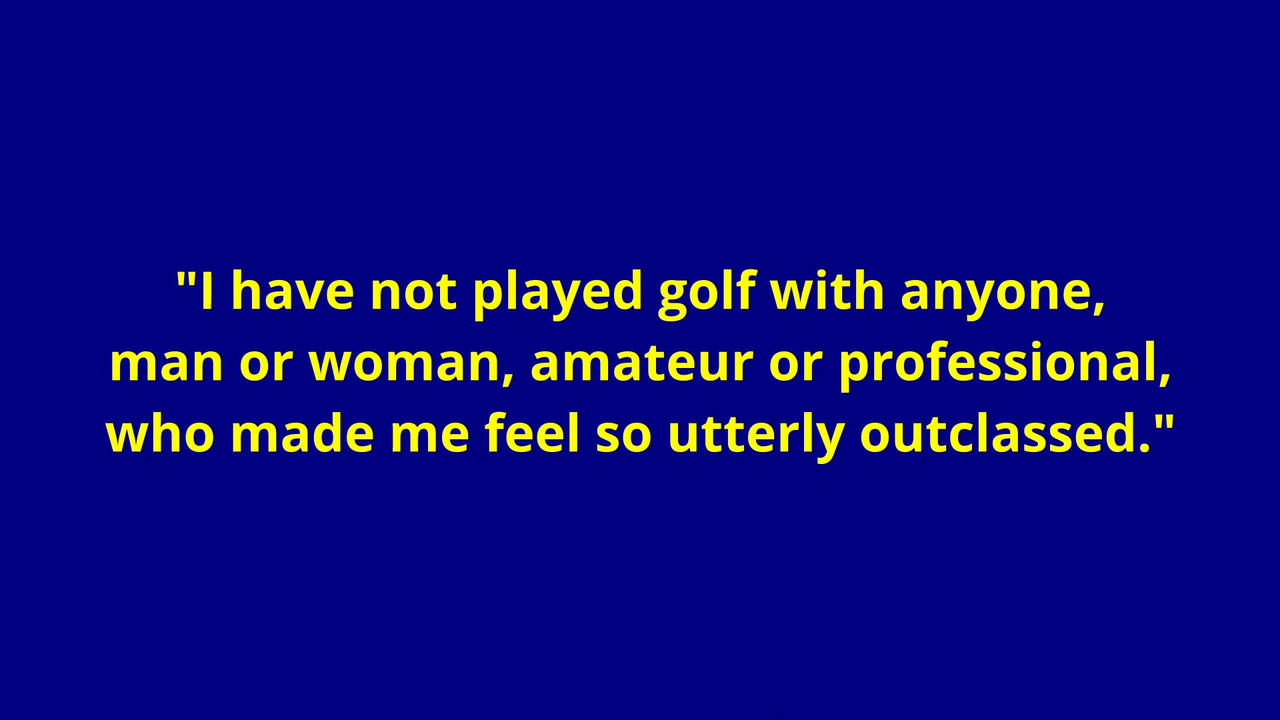 "I have not played golf with anyone,
man or woman, amateur or professional,
who made me feel so utterly outclassed."